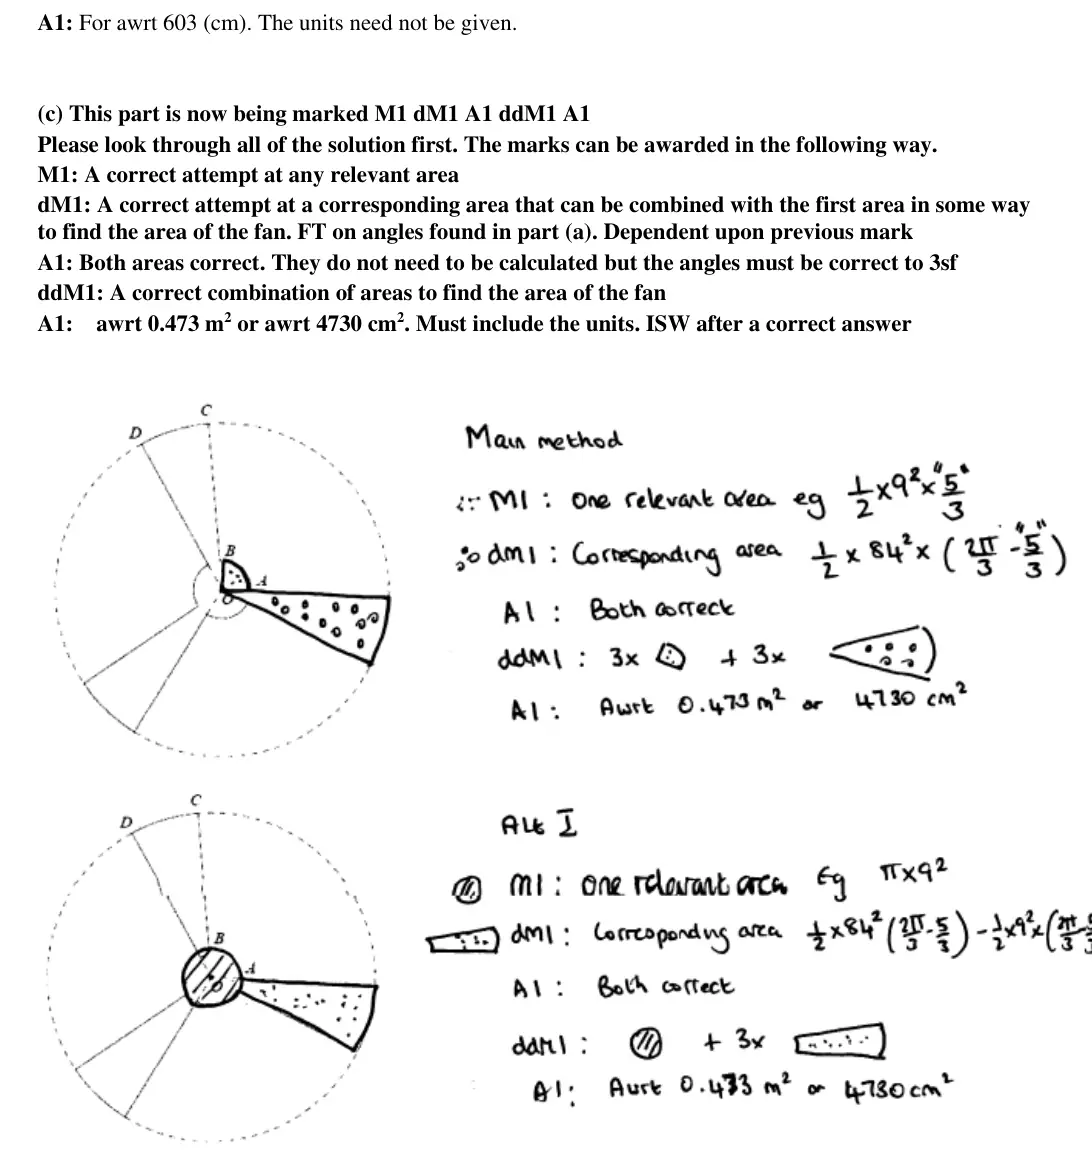 A1: For awrt 603 (cm). The units need not be given.
(c) This part is now being marked M1 dM1 A1 ddM1 A1
Please look through all of the solution first. The marks can be awarded in the following way.
M1: A correct attempt at any relevant area
dM1: A correct attempt at a corresponding area that can be combined with the first area in some way
to find the area of the fan. FT on angles found in part (a). Dependent upon previous mark
A1: Both areas correct. They do not need to be calculated but the angles must be correct to 3sf
ddM1: A correct combination of areas to find the area of the fan
A1: awrt 0.473 m² or awrt 4730 cm². Must include the units. ISW after a correct answer
C
D
B
A
O
Main method
M1 : One relevant area eg 1/2 × 9² × "5/3"
dM1 : Corresponding area 1/2 × 84² × (2π/3 - "5/3")
A1 : Both correct
ddM1 : 3× + 3×
A1 : Awrt 0.473 m² or 4730 cm²
C
D
B
A
O
Alt I
M1 : one relevant area Eg π×9²
dM1 : Corresponding area 1/2 × 84² (2π/3 - 5/3) - 1/2 × 9² × (2π/3 - 5/3
A1 : Both correct
ddM1 : + 3×
A1 : Awrt 0.473 m² or 4730 cm²